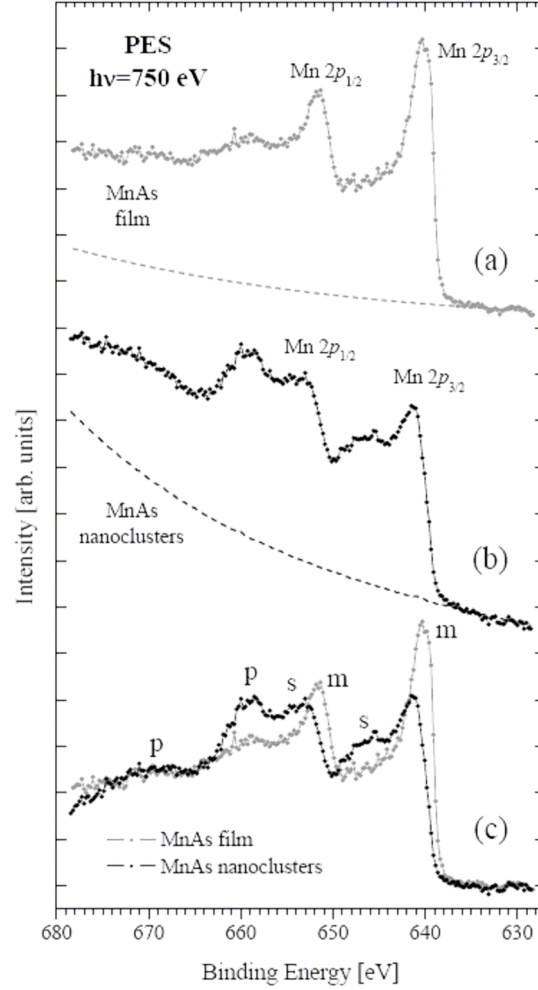 PES
hν=750 eV
Mn 2p1/2
Mn 2p3/2
MnAs
film
(a)
Mn 2p1/2
Mn 2p3/2
MnAs
nanoclusters
(b)
m
p
s
m
s
p
(c)
MnAs film
MnAs nanoclusters
Intensity [arb. units]
680 670 660 650 640 630
Binding Energy [eV]